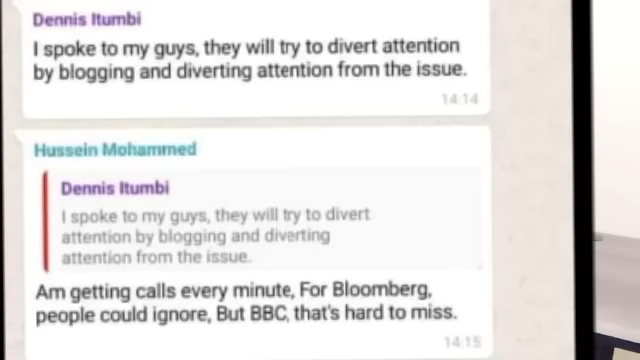 Dennis Itumbi
I spoke to my guys, they will try to divert attention
by blogging and diverting attention from the issue.
14:14
Hussein Mohammed
Dennis Itumbi
I spoke to my guys, they will try to divert
attention by blogging and diverting
attention from the issue.
Am getting calls every minute, For Bloomberg,
people could ignore, But BBC, that's hard to miss.
14:15